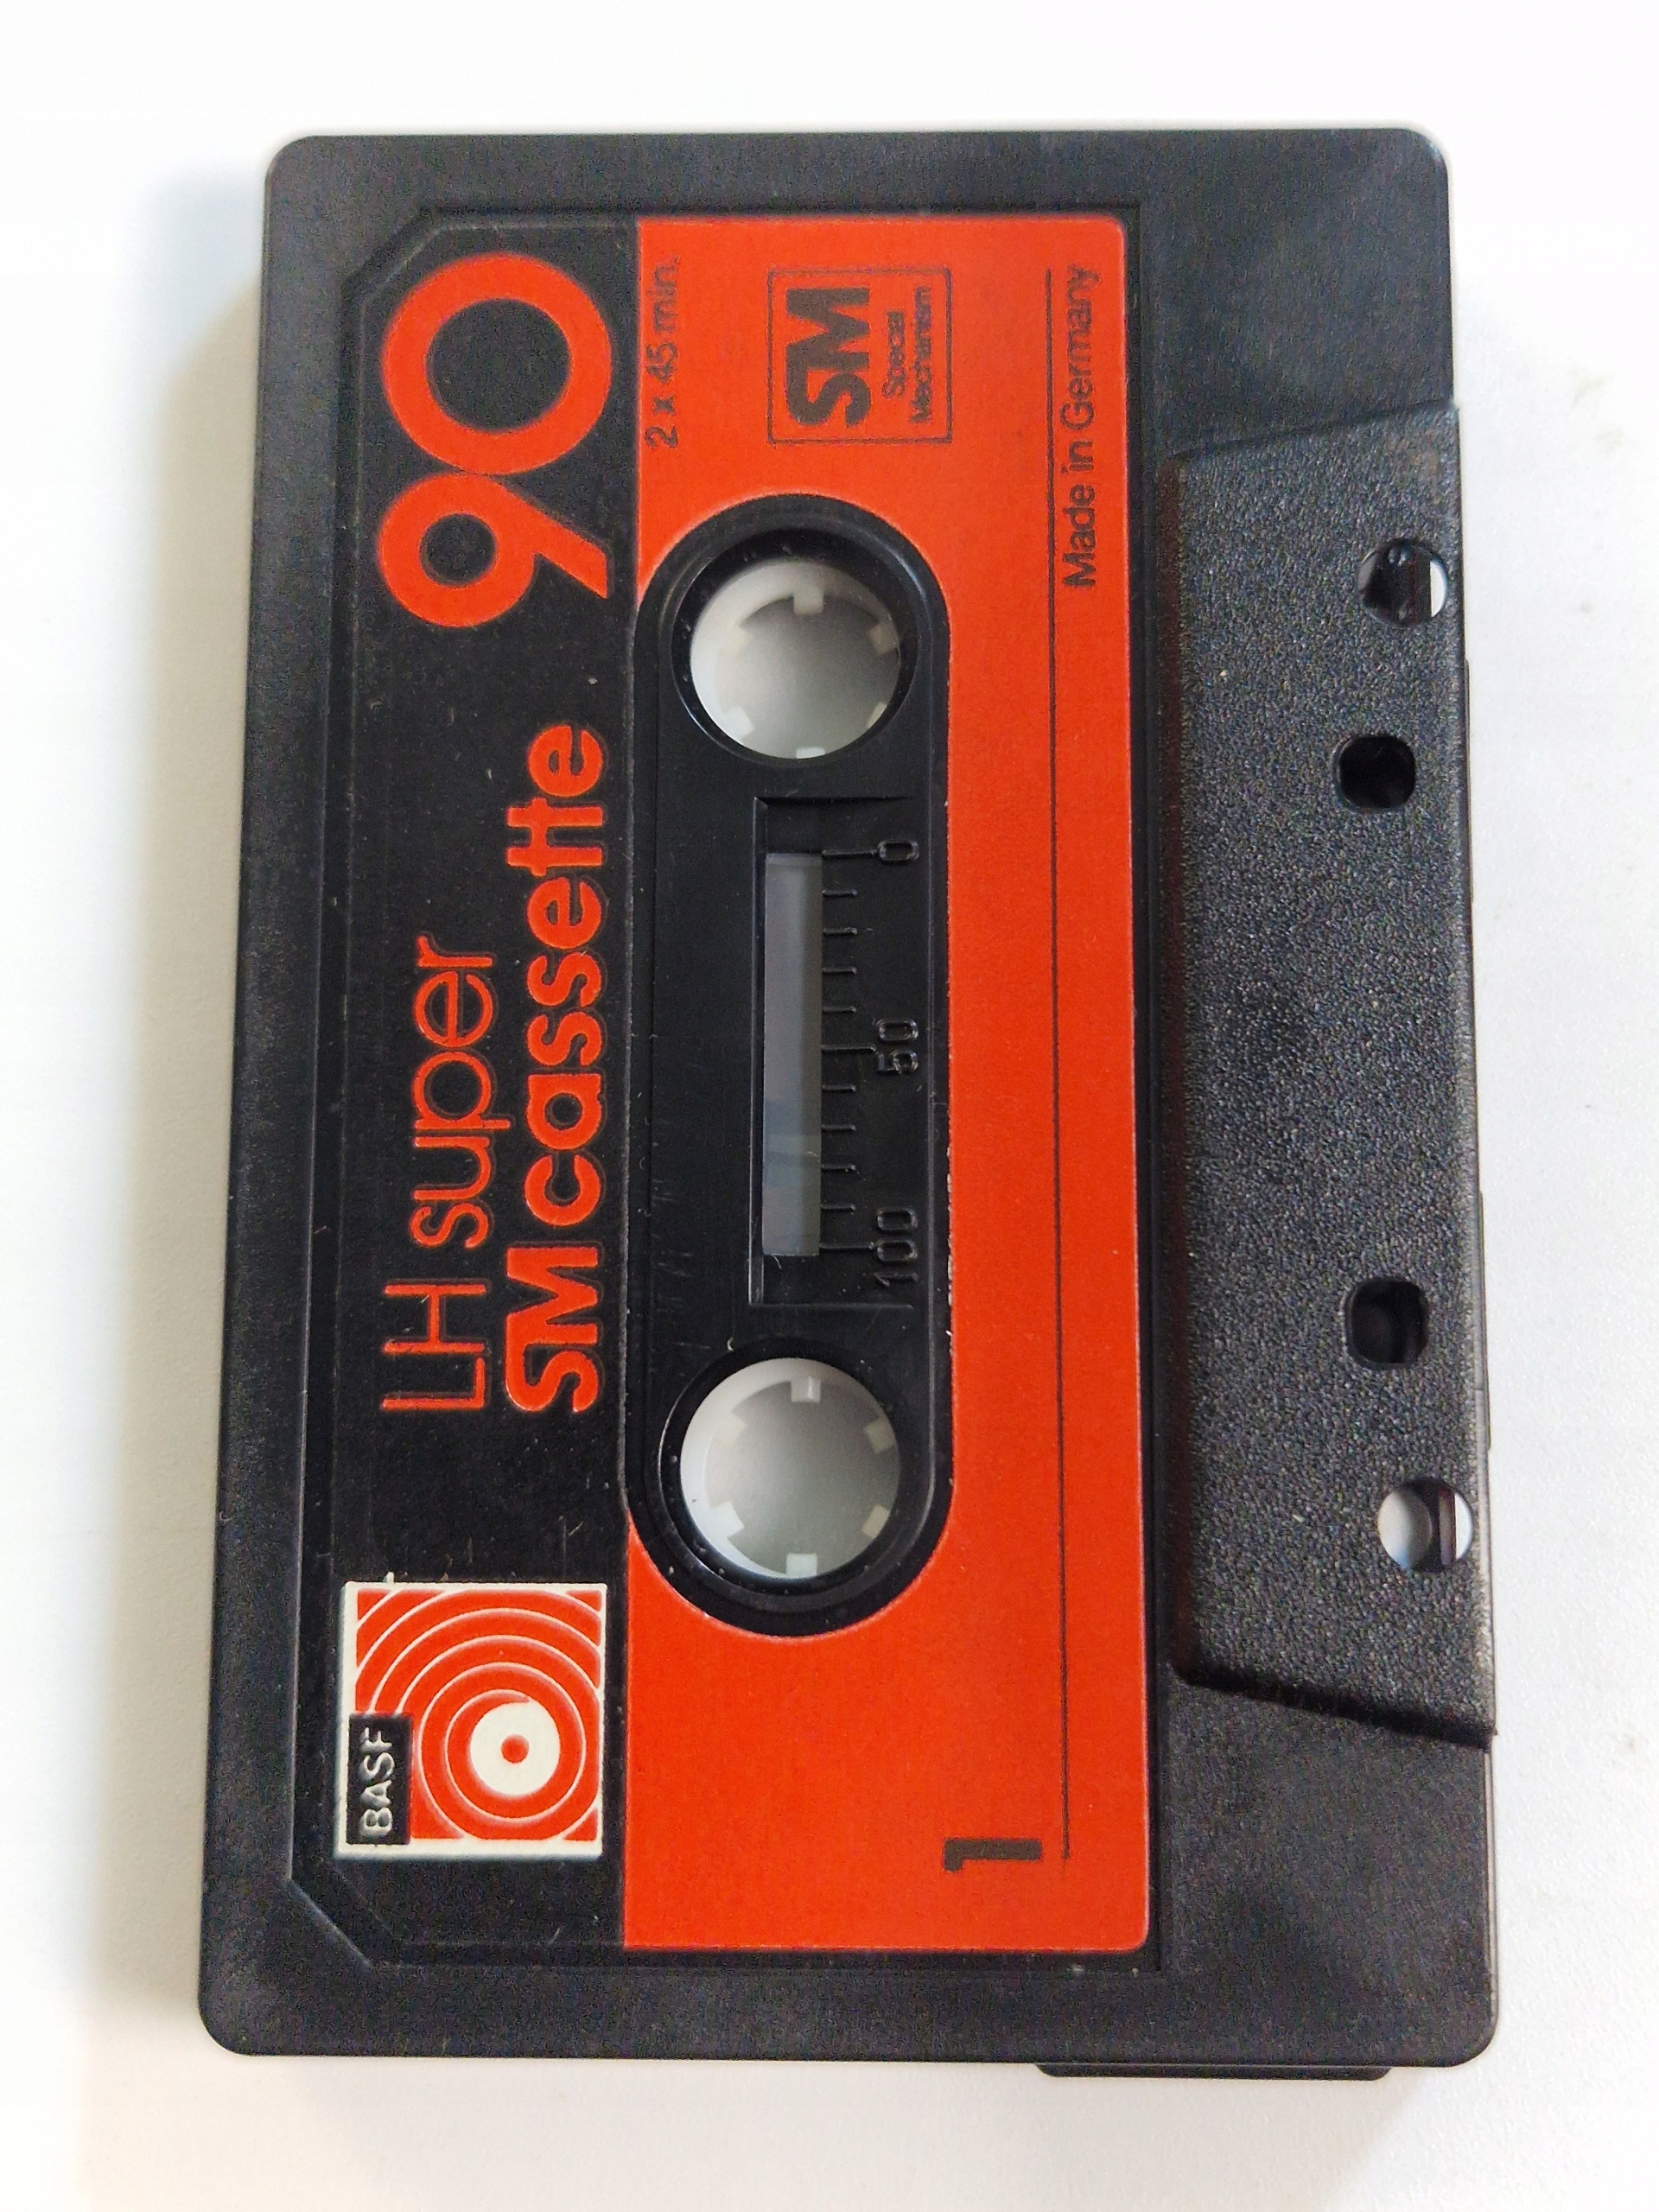 BASF
LH super
SM cassette
90
2 x 45 min.
SM
Special
Mechanism
100 50 0
1
Made in Germany